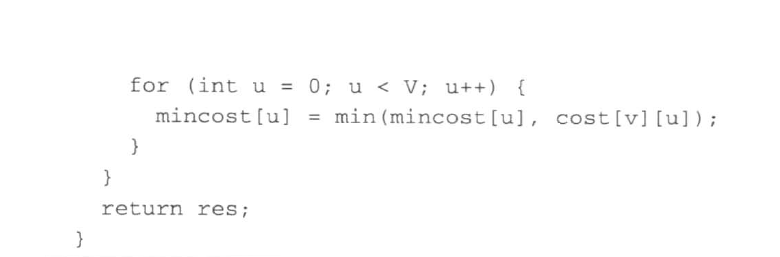 for (int u = 0; u < V; u++) {
mincost[u] = min(mincost[u], cost[v][u]);
}
}
return res;
}